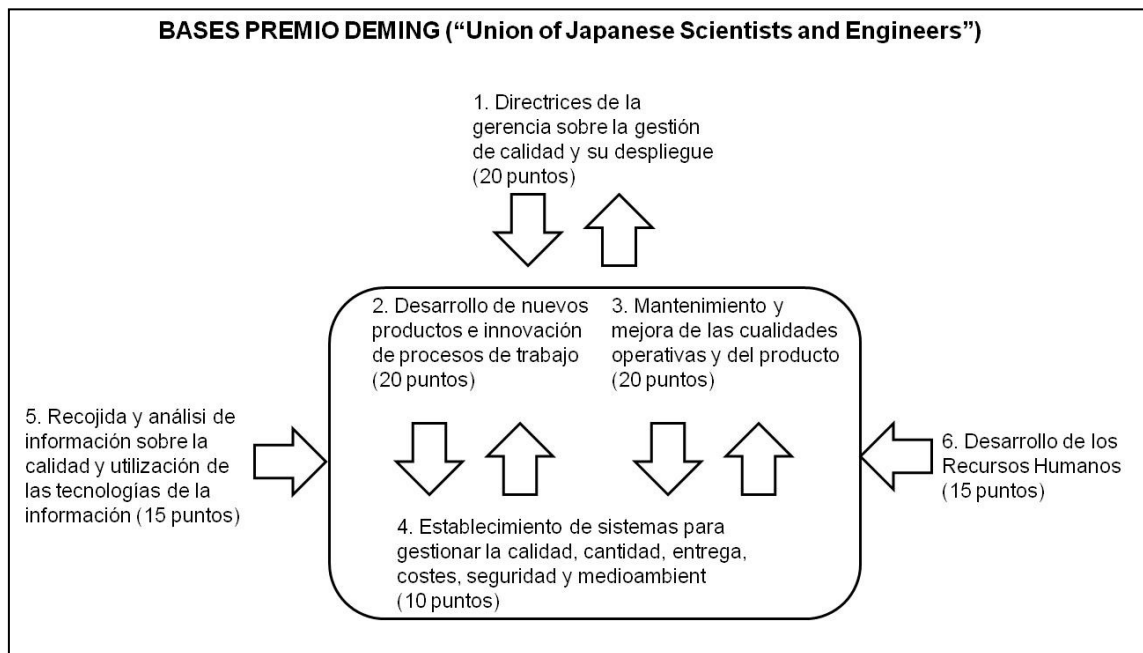 BASES PREMIO DEMING (“Union of Japanese Scientists and Engineers”)
1. Directrices de la
gerencia sobre la gestión
de calidad y su despliegue
(20 puntos)
2. Desarrollo de nuevos
productos e innovación
de procesos de trabajo
(20 puntos)
3. Mantenimiento y
mejora de las cualidades
operativas y del producto
(20 puntos)
4. Establecimiento de sistemas para
gestionar la calidad, cantidad, entrega,
costes, seguridad y medioambient
(10 puntos)
5. Recojida y análisi de
información sobre la
calidad y utilización de
las tecnologías de la
información (15 puntos)
6. Desarrollo de los
Recursos Humanos
(15 puntos)